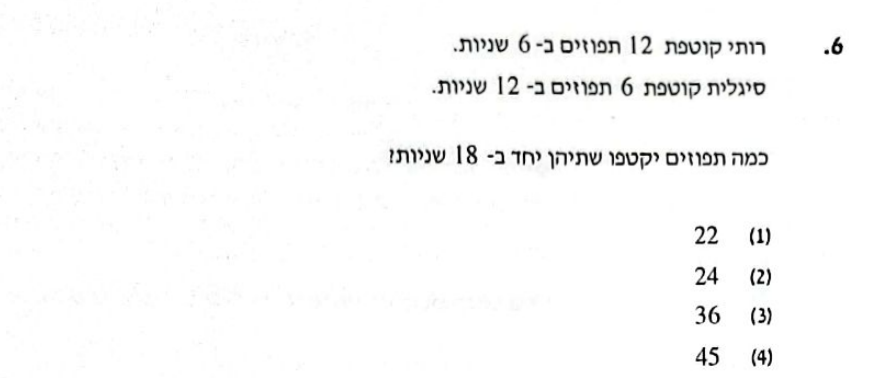 6. רותי קוטפת 12 תפוזים ב- 6 שניות.
סיגלית קוטפת 6 תפוזים ב- 12 שניות.
כמה תפוזים יקטפו שתיהן יחד ב- 18 שניות?
(1) 22
(2) 24
(3) 36
(4) 45